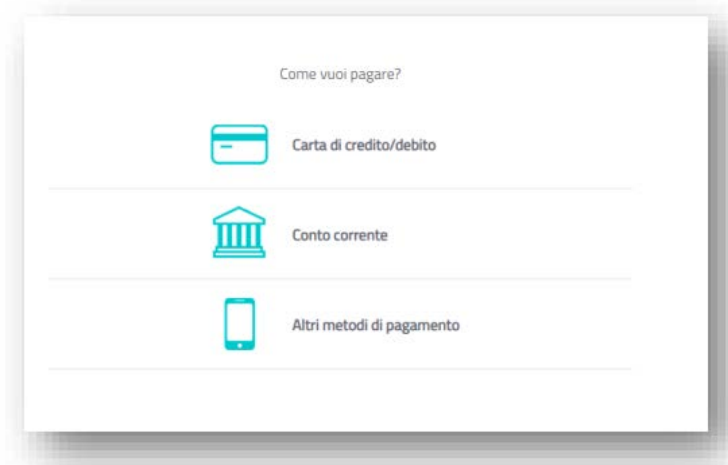 Come vuoi pagare?
Carta di credito/debito
Conto corrente
Altri metodi di pagamento